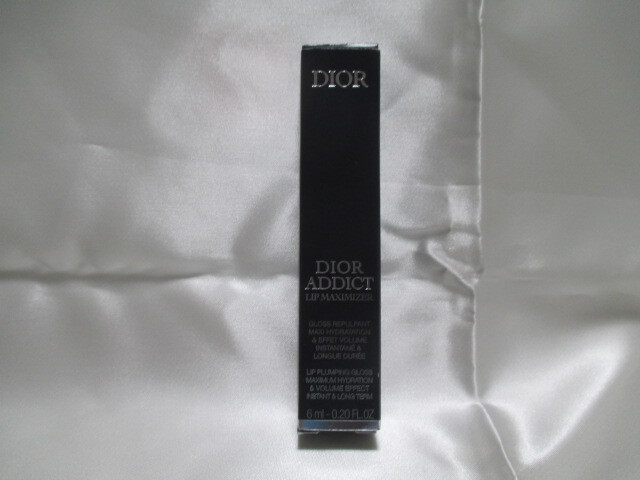 DIOR
DIOR
ADDICT
LIP MAXIMIZER
GLOSS REPULPANT
MAXI HYDRATATION
& EFFET VOLUME
INSTANTANÉ &
LONGUE DURÉE
LIP PLUMPING GLOSS
MAXIMUM HYDRATION
& VOLUME EFFECT
INSTANT & LONG TERM
6 ml - 0.20 FL.OZ